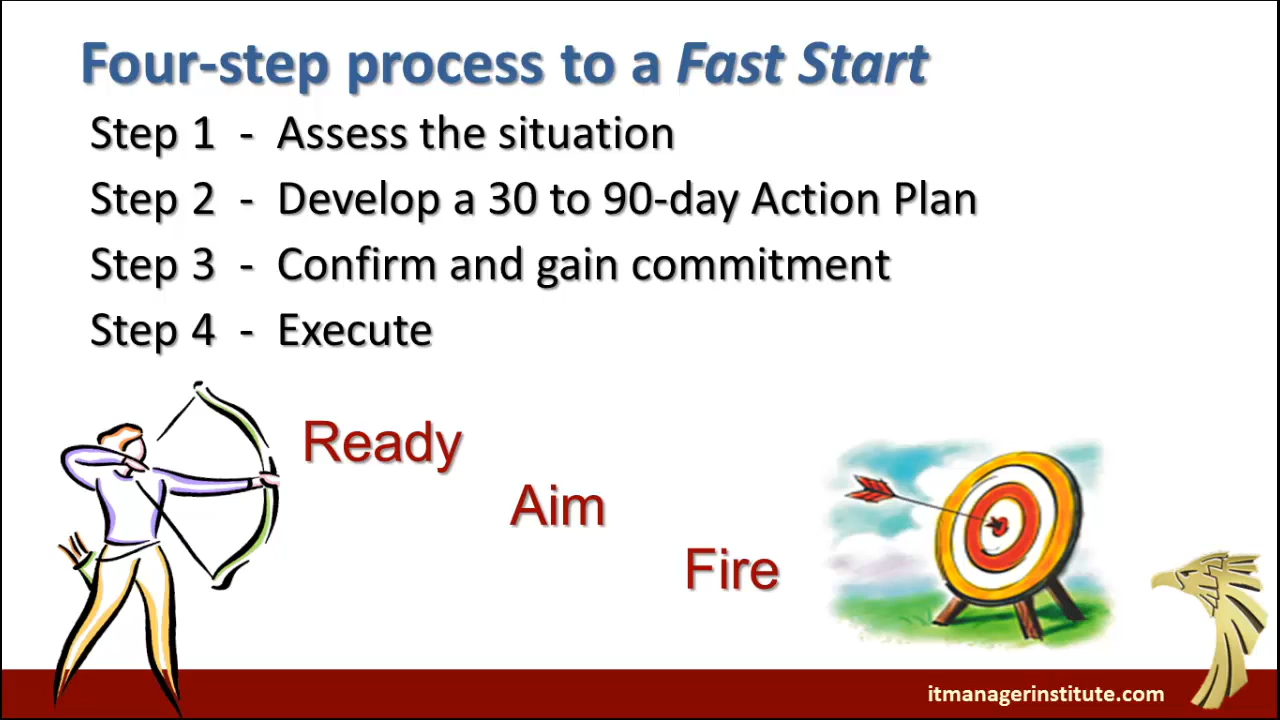 Four-step process to a Fast Start
Step 1 - Assess the situation
Step 2 - Develop a 30 to 90-day Action Plan
Step 3 - Confirm and gain commitment
Step 4 - Execute
Ready
Aim
Fire
itmanagerinstitute.com